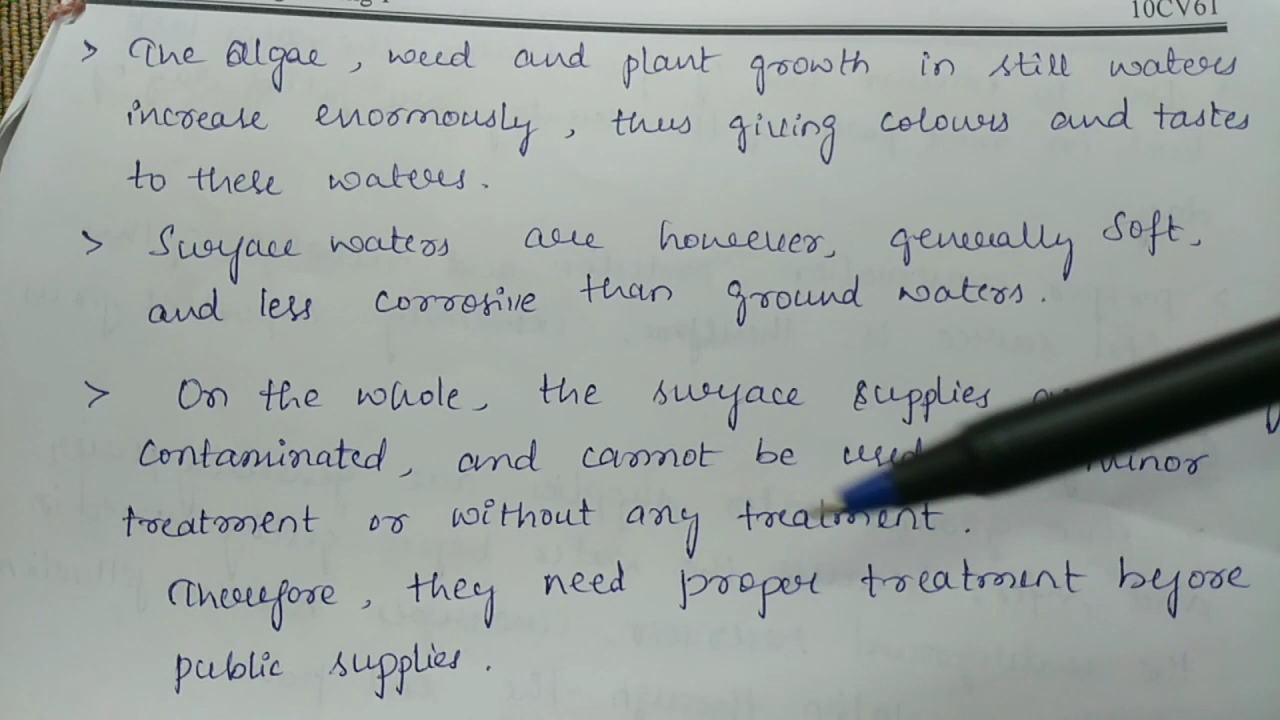 10CV61
> The algae, weed and plant growth in still waters
increase enormously, thus giving colours and tastes
to these waters.
> Surface waters are however, generally soft,
and less corrosive than ground waters.
> On the whole, the surface supplies
contaminated, and cannot be used minor
treatment or without any treatment.
Therefore, they need proper treatment before
public supplies.